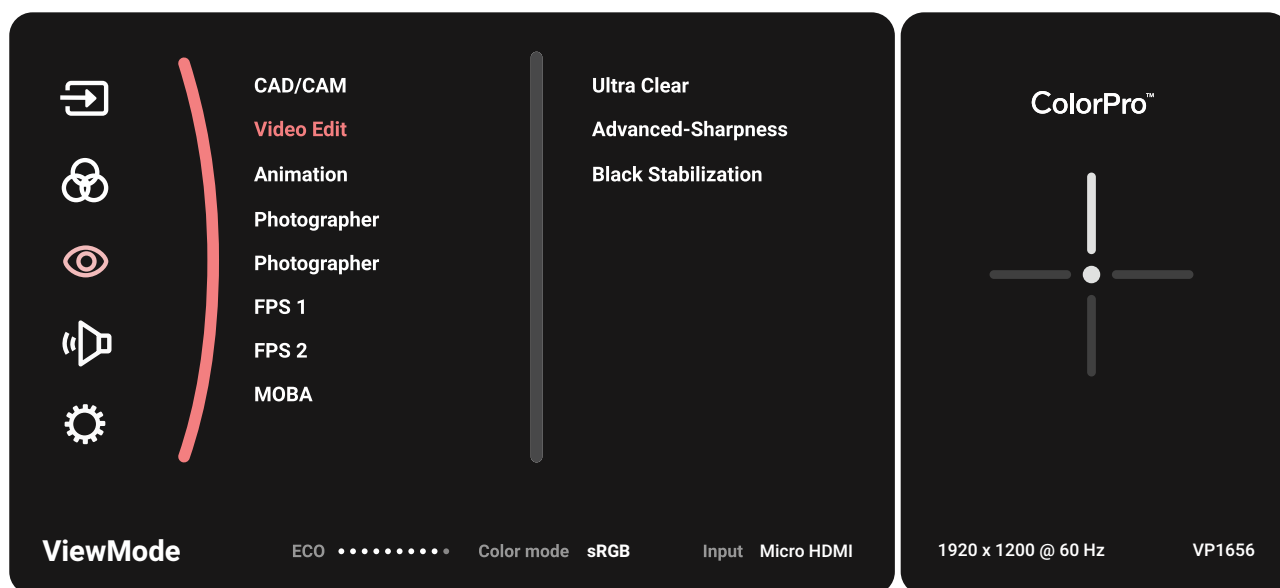 CAD/CAM
Video Edit
Animation
Photographer
Photographer
FPS 1
FPS 2
MOBA
Ultra Clear
Advanced-Sharpness
Black Stabilization
ViewMode
ECO
Color mode sRGB
Input Micro HDMI
ColorPro™
1920 x 1200 @ 60 Hz
VP1656